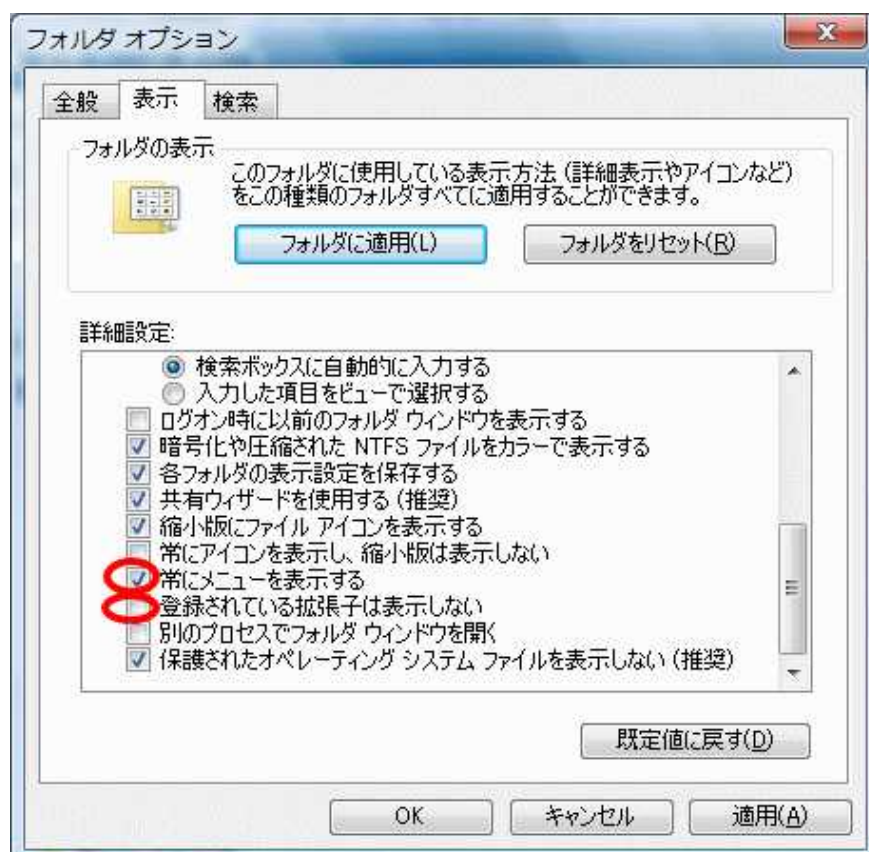 フォルダ オプション
全般 表示 検索
フォルダの表示
このフォルダに使用している表示方法 (詳細表示やアイコンなど)
をこの種類のフォルダすべてに適用することができます。
フォルダに適用(L) フォルダをリセット(R)
詳細設定:
検索ボックスに自動的に入力する
入力した項目をビューで選択する
ログオン時に以前のフォルダ ウィンドウを表示する
暗号化や圧縮された NTFS ファイルをカラーで表示する
各フォルダの表示設定を保存する
共有ウィザードを使用する (推奨)
縮小版にファイル アイコンを表示する
常にアイコンを表示し、縮小版は表示しない
常にメニューを表示する
登録されている拡張子は表示しない
別のプロセスでフォルダ ウィンドウを開く
保護されたオペレーティング システム ファイルを表示しない (推奨)
既定値に戻す(D)
OK キャンセル 適用(A)